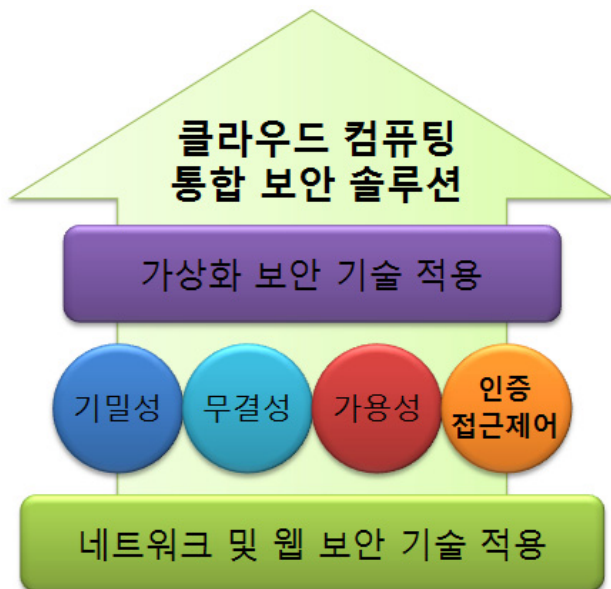 클라우드 컴퓨팅
통합 보안 솔루션
가상화 보안 기술 적용
기밀성
무결성
가용성
인증
접근제어
네트워크 및 웹 보안 기술 적용